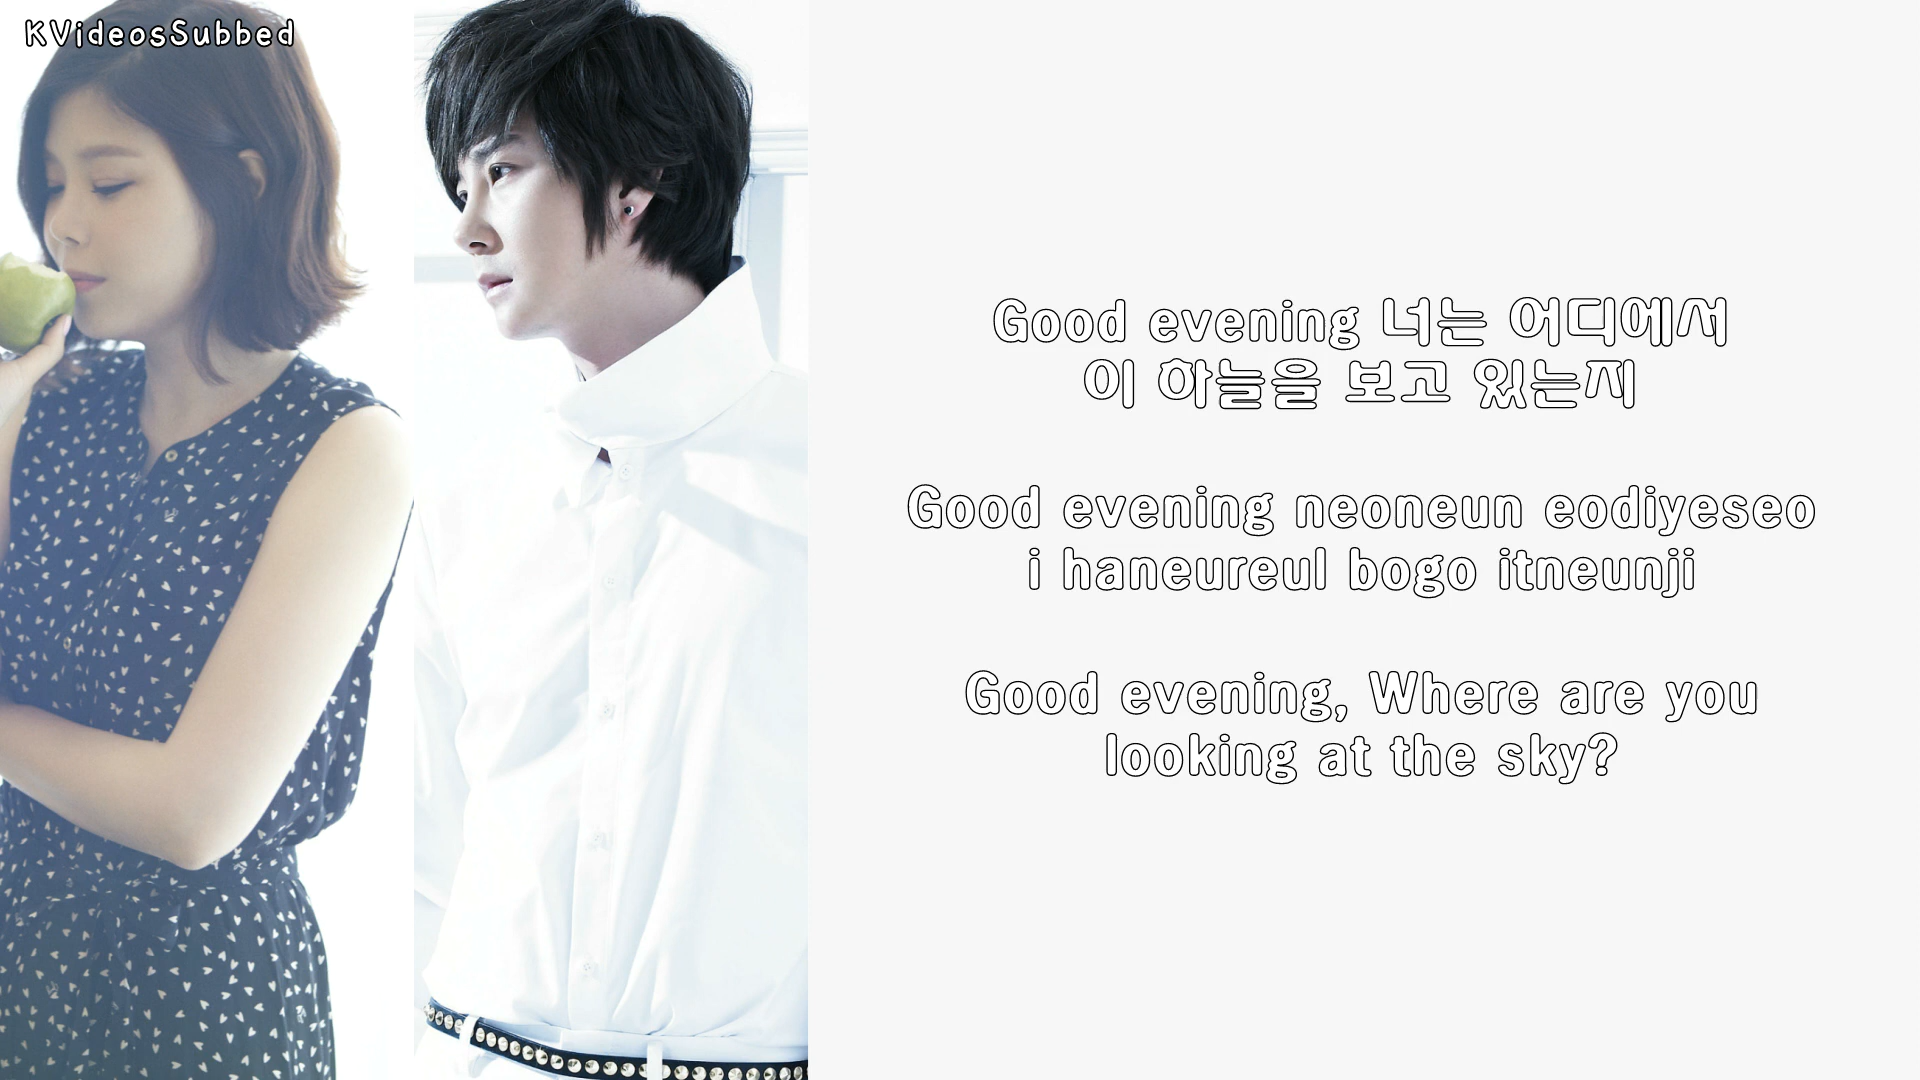 KVideosSubbed
Good evening 너는 어디에서
이 하늘을 보고 있는지
Good evening neoneun eodiyeseo
i haneureul bogo itneunji
Good evening, Where are you
looking at the sky?